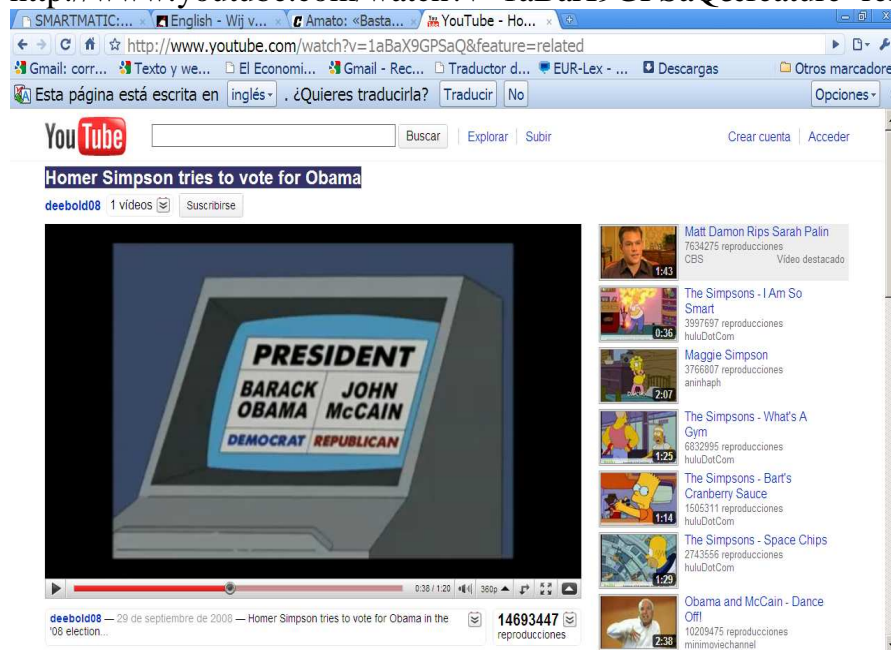 SMARTMATIC:... English - Wij v... Amato: «Basta... YouTube - Ho...
http://www.youtube.com/watch?v=1aBaX9GPSaQ&feature=related
Gmail: corr... Texto y we... El Economi... Gmail - Rec... Traductor d... EUR-Lex - ... Descargas Otros marcadore
Esta página está escrita en inglés . ¿Quieres traducirla? Traducir No Opciones
YouTube Buscar Explorar Subir Crear cuenta Acceder
Homer Simpson tries to vote for Obama
deebold08 1 vídeos Suscribirse
PRESIDENT
BARACK OBAMA
JOHN McCAIN
DEMOCRAT REPUBLICAN
0:36 / 1:20 360p
deebold08 — 29 de septiembre de 2008 — Homer Simpson tries to vote for Obama in the
'08 election...
14693447
reproducciones
Matt Damon Rips Sarah Palin
7634275 reproducciones
CBS Vídeo destacado
1:43
The Simpsons - I Am So
Smart
3997697 reproducciones
huluDotCom
0:36
Maggie Simpson
3766807 reproducciones
aninhaph
2:07
The Simpsons - What's A
Gym
6832995 reproducciones
huluDotCom
1:25
The Simpsons - Bart's
Cranberry Sauce
1505311 reproducciones
huluDotCom
1:14
The Simpsons - Space Chips
2743556 reproducciones
huluDotCom
1:29
Obama and McCain - Dance
Off!
10209475 reproducciones
minimoviechannel
2:38